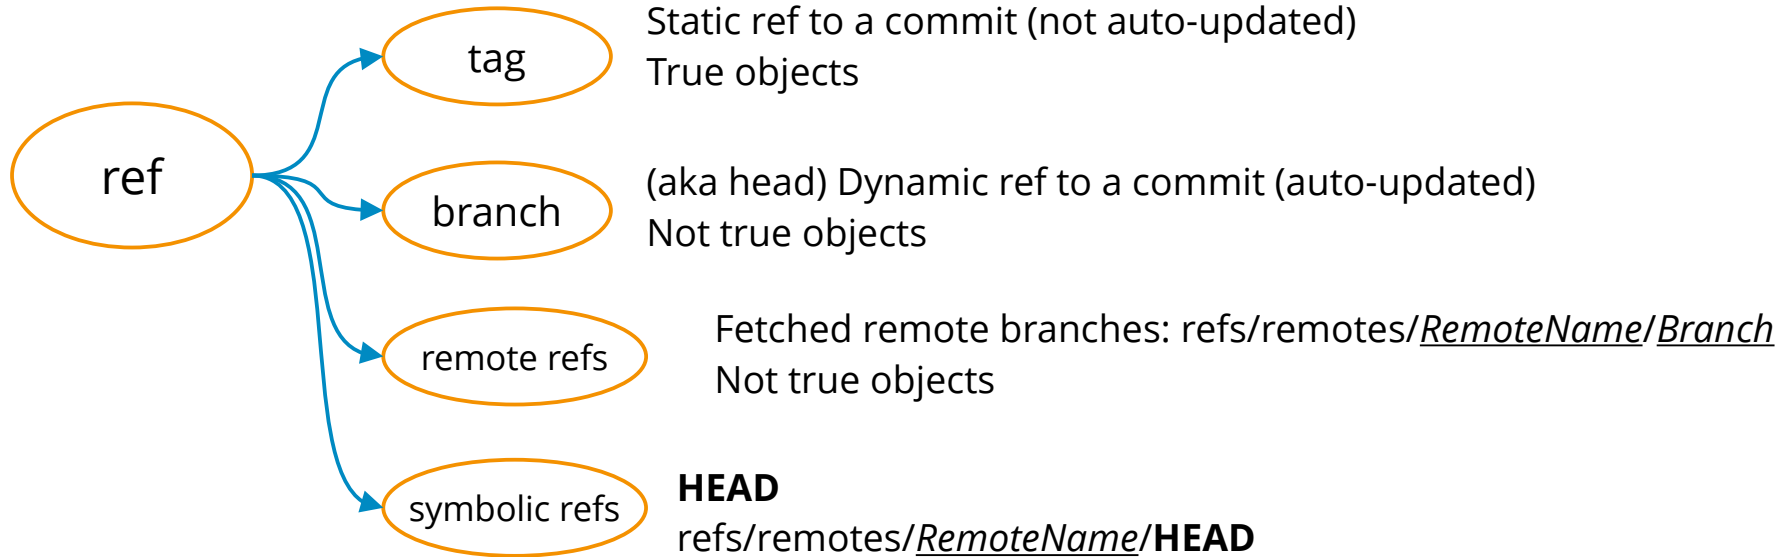 ref
tag
Static ref to a commit (not auto-updated)
True objects
branch
(aka head) Dynamic ref to a commit (auto-updated)
Not true objects
remote refs
Fetched remote branches: refs/remotes/RemoteName/Branch
Not true objects
symbolic refs
HEAD
refs/remotes/RemoteName/HEAD